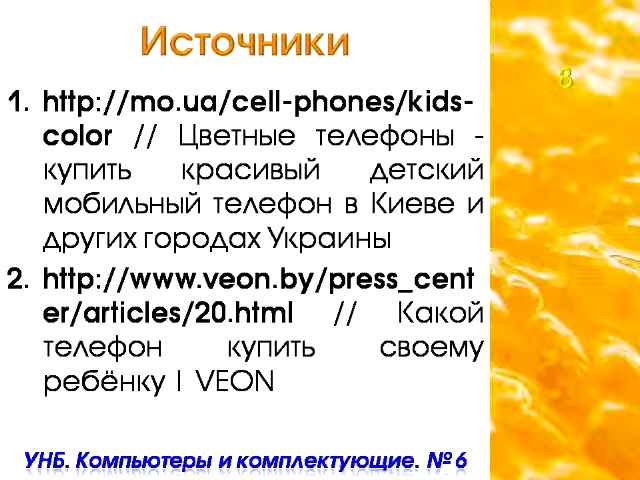 Источники
8
1. http://mo.ua/cell-phones/kids-
color // Цветные телефоны -
купить красивый детский
мобильный телефон в Киеве и
других городах Украины
2. http://www.veon.by/press_cent
er/articles/20.html // Какой
телефон купить своему
ребёнку | VEON
УНБ. Компьютеры и комплектующие. № 6